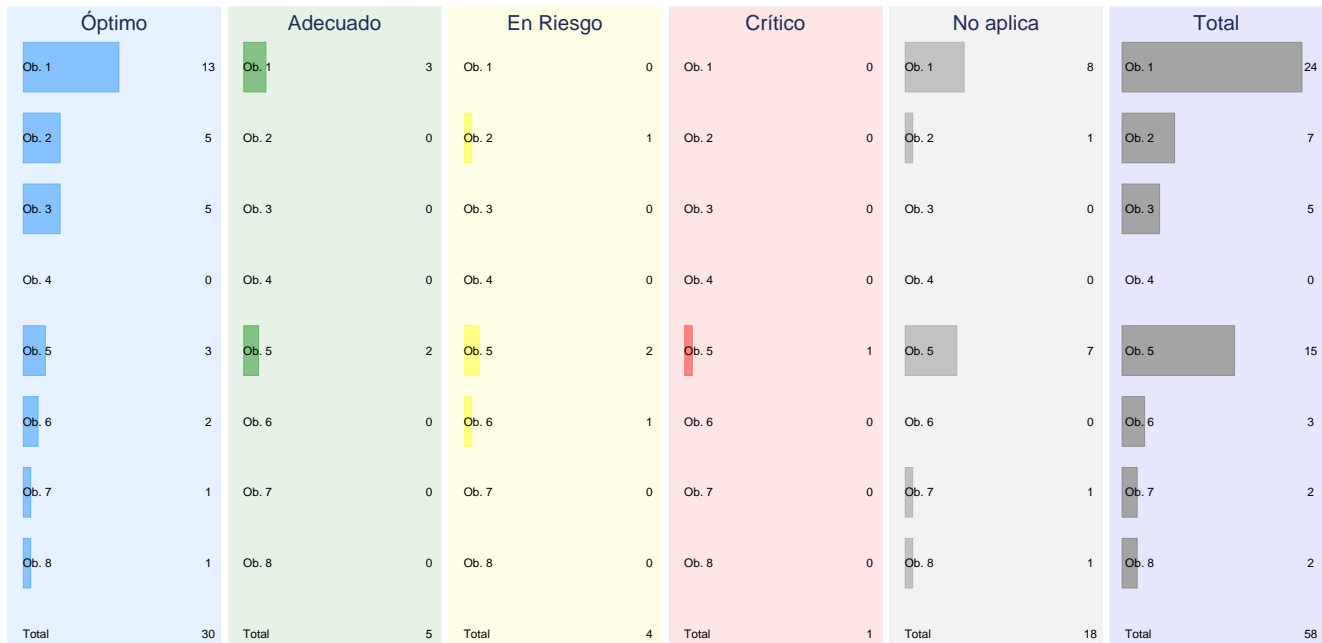 Óptimo
Ob. 1 13
Ob. 2 5
Ob. 3 5
Ob. 4 0
Ob. 5 3
Ob. 6 2
Ob. 7 1
Ob. 8 1
Total 30
Adecuado
Ob. 1 3
Ob. 2 0
Ob. 3 0
Ob. 4 0
Ob. 5 2
Ob. 6 0
Ob. 7 0
Ob. 8 0
Total 5
En Riesgo
Ob. 1 0
Ob. 2 1
Ob. 3 0
Ob. 4 0
Ob. 5 2
Ob. 6 1
Ob. 7 0
Ob. 8 0
Total 4
Crítico
Ob. 1 0
Ob. 2 0
Ob. 3 0
Ob. 4 0
Ob. 5 1
Ob. 6 0
Ob. 7 0
Ob. 8 0
Total 1
No aplica
Ob. 1 8
Ob. 2 1
Ob. 3 0
Ob. 4 0
Ob. 5 7
Ob. 6 0
Ob. 7 1
Ob. 8 1
Total 18
Total
Ob. 1 24
Ob. 2 7
Ob. 3 5
Ob. 4 0
Ob. 5 15
Ob. 6 3
Ob. 7 2
Ob. 8 2
Total 58